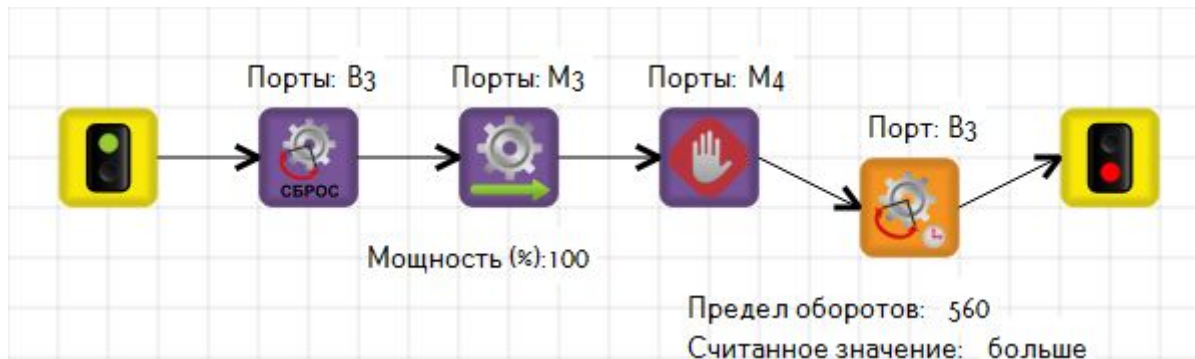 Порты: B3
Порты: M3
Порты: M4
Порт: B3
СБРОС
Мощность (%):100
Предел оборотов: 560
Считанное значение: больше